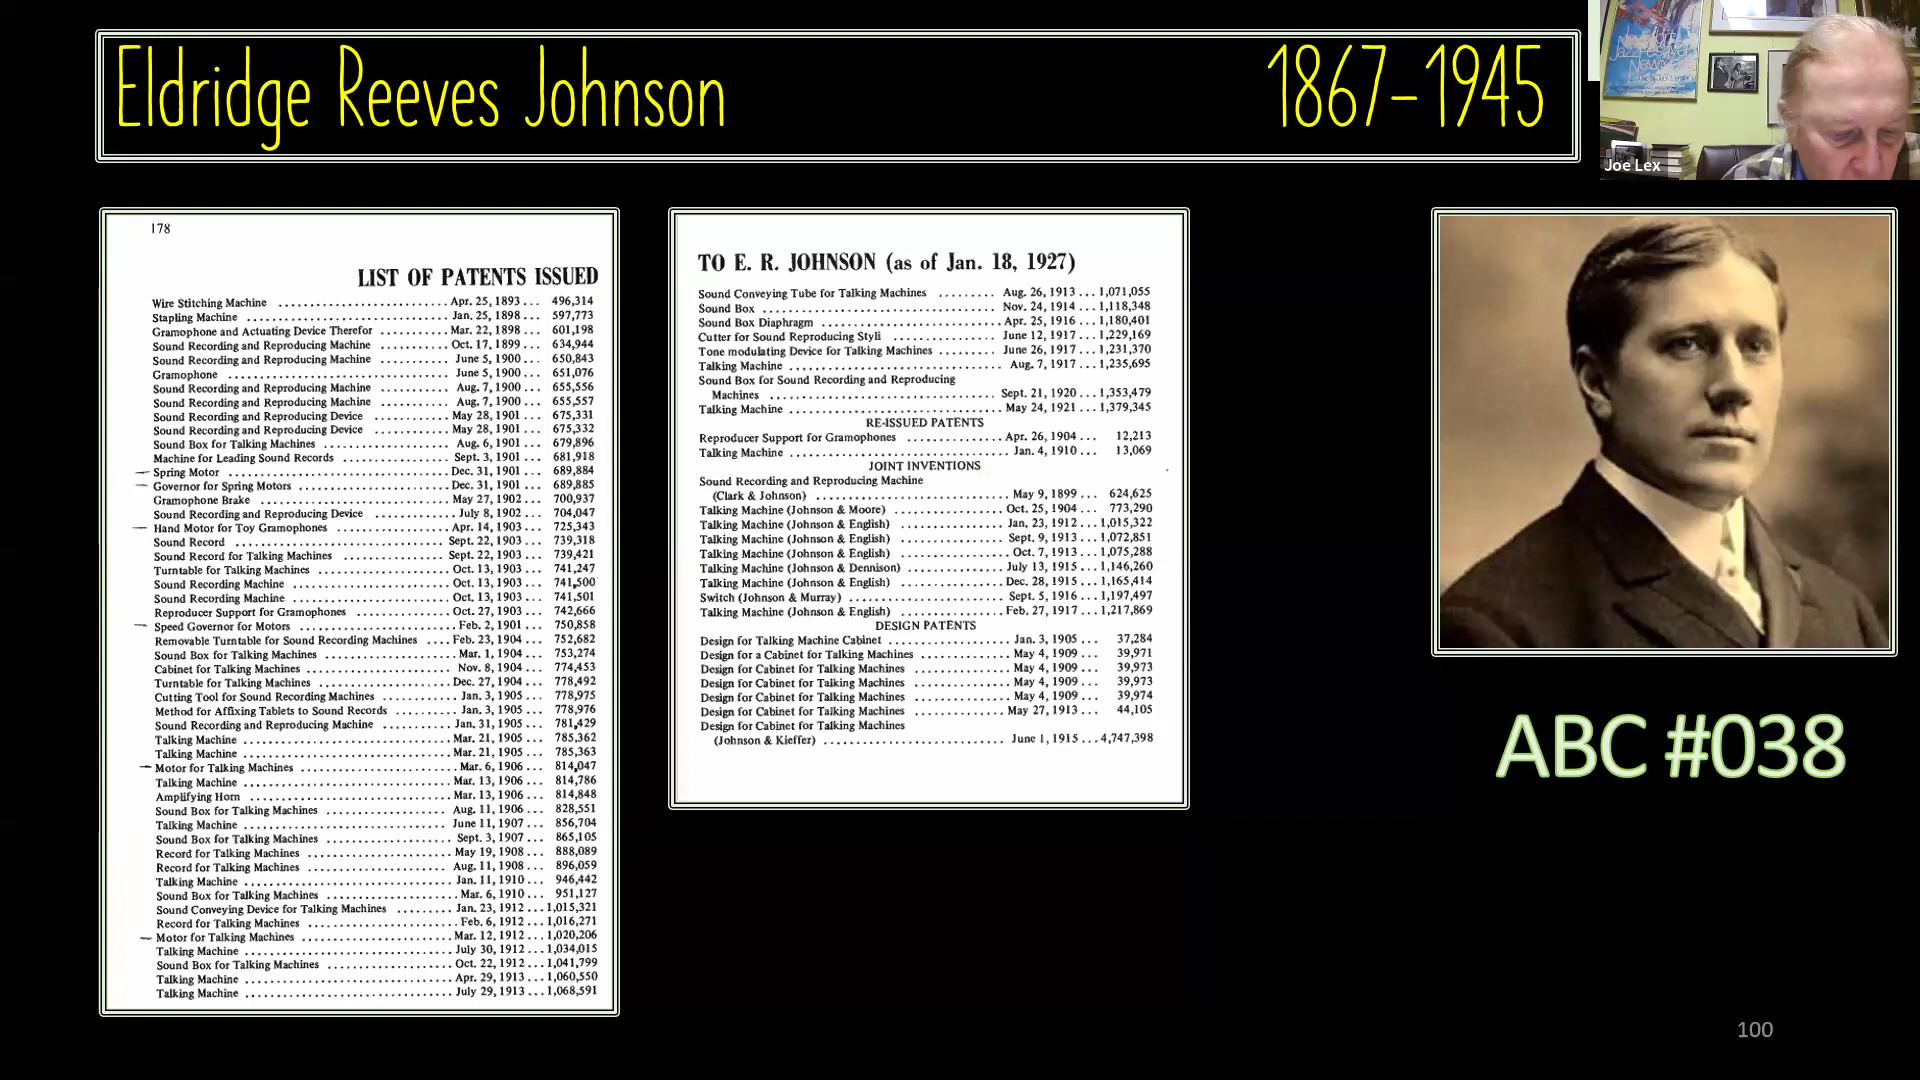 Eldridge Reeves Johnson 1867-1945
Joe Lex
178
LIST OF PATENTS ISSUED
Wire Stitching Machine ........ Apr. 25, 1893 ... 496,314
Stapling Machine ........ Jan. 25, 1898 ... 597,773
Gramophone and Actuating Device Therefor ........ Mar. 22, 1898 ... 601,198
Sound Recording and Reproducing Machine ........ Oct. 17, 1899 ... 634,944
Sound Recording and Reproducing Machine ........ June 5, 1900 ... 650,843
Gramophone ........ June 5, 1900 ... 651,076
Sound Recording and Reproducing Machine ........ Aug. 7, 1900 ... 655,556
Sound Recording and Reproducing Machine ........ Aug. 7, 1900 ... 655,557
Sound Recording and Reproducing Device ........ May 28, 1901 ... 675,331
Sound Recording and Reproducing Device ........ May 28, 1901 ... 675,332
Sound Box for Talking Machines ........ Aug. 6, 1901 ... 679,896
Machine for Leading Sound Records ........ Sept. 3, 1901 ... 681,918
Spring Motor ........ Dec. 31, 1901 ... 689,884
Governor for Spring Motors ........ Dec. 31, 1901 ... 689,885
Gramophone Brake ........ May 27, 1902 ... 700,937
Sound Recording and Reproducing Device ........ July 8, 1902 ... 704,047
Hand Motor for Toy Gramophones ........ Apr. 14, 1903 ... 725,343
Sound Record ........ Sept. 22, 1903 ... 739,318
Sound Record for Talking Machines ........ Sept. 22, 1903 ... 739,421
Turntable for Talking Machines ........ Oct. 13, 1903 ... 741,247
Sound Recording Machine ........ Oct. 13, 1903 ... 741,500
Sound Recording Machine ........ Oct. 13, 1903 ... 741,501
Reproducer Support for Gramophones ........ Oct. 27, 1903 ... 742,666
Speed Governor for Motors ........ Feb. 2, 1901 ... 750,858
Removable Turntable for Sound Recording Machines .... Feb. 23, 1904 ... 752,682
Sound Box for Talking Machines ........ Mar. 1, 1904 ... 753,274
Cabinet for Talking Machines ........ Nov. 8, 1904 ... 774,453
Turntable for Talking Machines ........ Dec. 27, 1904 ... 778,492
Cutting Tool for Sound Recording Machines ........ Jan. 3, 1905 ... 778,975
Method for Affixing Tablets to Sound Records ........ Jan. 3, 1905 ... 778,976
Sound Recording and Reproducing Machine ........ Jan. 31, 1905 ... 781,429
Talking Machine ........ Mar. 21, 1905 ... 785,362
Talking Machine ........ Mar. 21, 1905 ... 785,363
Motor for Talking Machines ........ Mar. 6, 1906 ... 814,047
Talking Machine ........ Mar. 13, 1906 ... 814,786
Amplifying Horn ........ Mar. 13, 1906 ... 814,848
Sound Box for Talking Machines ........ Aug. 11, 1906 ... 828,551
Talking Machine ........ June 11, 1907 ... 856,704
Sound Box for Talking Machines ........ Sept. 3, 1907 ... 865,105
Record for Talking Machines ........ May 19, 1908 ... 888,089
Record for Talking Machines ........ Aug. 11, 1908 ... 896,059
Talking Machine ........ Jan. 11, 1910 ... 946,442
Sound Box for Talking Machines ........ Mar. 6, 1910 ... 951,127
Sound Conveying Device for Talking Machines ........ Jan. 23, 1912 ... 1,015,321
Record for Talking Machines ........ Feb. 6, 1912 ... 1,016,271
Motor for Talking Machines ........ Mar. 12, 1912 ... 1,020,206
Talking Machine ........ July 30, 1912 ... 1,034,015
Sound Box for Talking Machines ........ Oct. 22, 1912 ... 1,041,799
Talking Machine ........ Apr. 29, 1913 ... 1,060,550
Talking Machine ........ July 29, 1913 ... 1,068,591
TO E. R. JOHNSON (as of Jan. 18, 1927)
Sound Conveying Tube for Talking Machines ........ Aug. 26, 1913 ... 1,071,055
Sound Box ........ Nov. 24, 1914 ... 1,118,348
Sound Box Diaphragm ........ Apr. 25, 1916 ... 1,180,401
Cutter for Sound Reproducing Styli ........ June 12, 1917 ... 1,229,169
Tone modulating Device for Talking Machines ........ June 26, 1917 ... 1,231,370
Talking Machine ........ Aug. 7, 1917 ... 1,235,695
Sound Box for Sound Recording and Reproducing
Machines ........ Sept. 21, 1920 ... 1,353,479
Talking Machine ........ May 24, 1921 ... 1,379,345
RE-ISSUED PATENTS
Reproducer Support for Gramophones ........ Apr. 26, 1904 ... 12,213
Talking Machine ........ Jan. 4, 1910 ... 13,069
JOINT INVENTIONS
Sound Recording and Reproducing Machine
(Clark & Johnson) ........ May 9, 1899 ... 624,625
Talking Machine (Johnson & Moore) ........ Oct. 25, 1904 ... 773,290
Talking Machine (Johnson & English) ........ Jan. 23, 1912 ... 1,015,322
Talking Machine (Johnson & English) ........ Sept. 9, 1913 ... 1,072,851
Talking Machine (Johnson & English) ........ Oct. 7, 1913 ... 1,075,288
Talking Machine (Johnson & Dennison) ........ July 13, 1915 ... 1,146,260
Talking Machine (Johnson & English) ........ Dec. 28, 1915 ... 1,165,414
Switch (Johnson & Murray) ........ Sept. 5, 1916 ... 1,197,497
Talking Machine (Johnson & English) ........ Feb. 27, 1917 ... 1,217,869
DESIGN PATENTS
Design for Talking Machine Cabinet ........ Jan. 3, 1905 ... 37,284
Design for a Cabinet for Talking Machines ........ May 4, 1909 ... 39,971
Design for Cabinet for Talking Machines ........ May 4, 1909 ... 39,973
Design for Cabinet for Talking Machines ........ May 4, 1909 ... 39,973
Design for Cabinet for Talking Machines ........ May 4, 1909 ... 39,974
Design for Cabinet for Talking Machines ........ May 27, 1913 ... 44,105
Design for Cabinet for Talking Machines
(Johnson & Kieffer) ........ June 1, 1915 ... 4,747,398
ABC #038
100